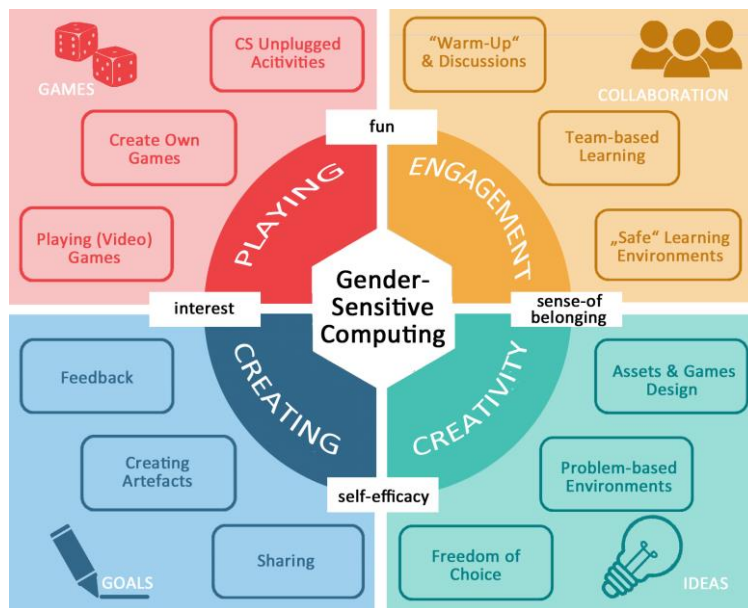 CS Unplugged
Acitivities
GAMES
Create Own
Games
Playing (Video)
Games
"Warm-Up"
& Discussions
COLLABORATION
Team-based
Learning
„Safe" Learning
Environments
fun
PLAYING
ENGAGEMENT
Gender-
Sensitive
Computing
interest
sense-of
belonging
CREATING
CREATIVITY
self-efficacy
Feedback
Creating
Artefacts
Sharing
GOALS
Assets & Games
Design
Problem-based
Environments
Freedom of
Choice
IDEAS